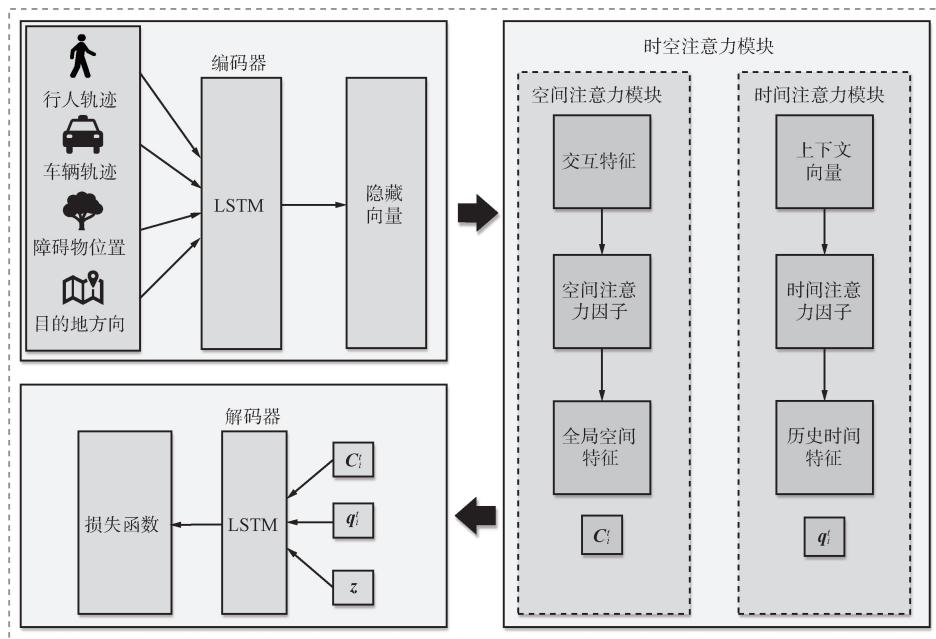 行人轨迹
车辆轨迹
障碍物位置
目的地方向
编码器
LSTM
隐藏
向量
时空注意力模块
空间注意力模块
交互特征
空间注意
力因子
全局空间
特征
C_i^t
时间注意力模块
上下文
向量
时间注意
力因子
历史时间
特征
q_i^t
解码器
损失函数
LSTM
C_i^t
q_i^t
z